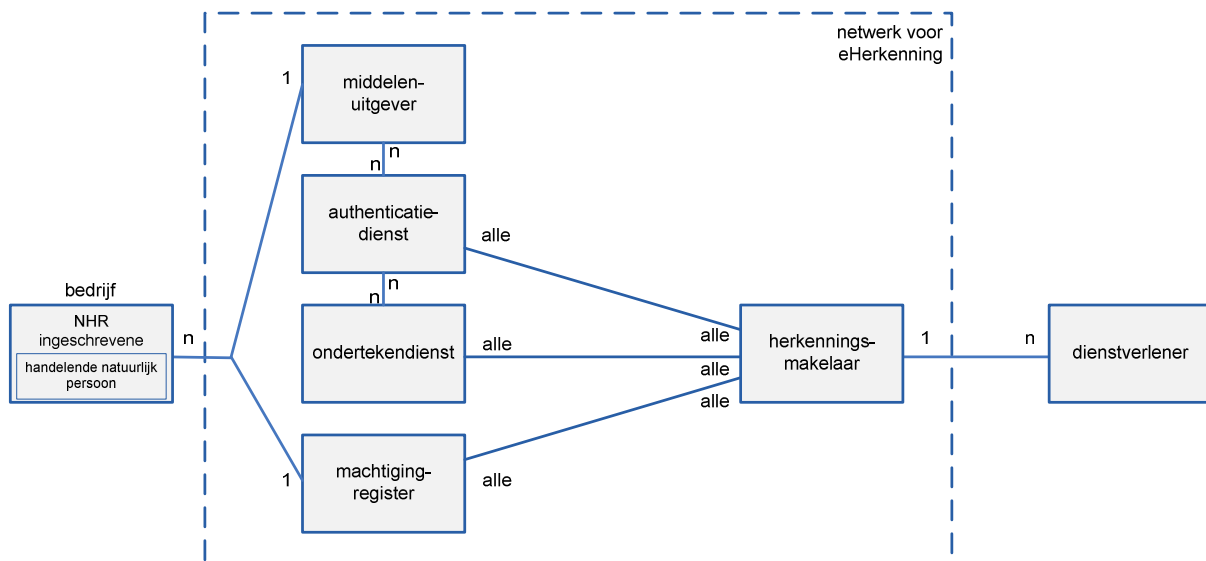 netwerk voor
eHerkenning
1
middelen-
uitgever
n
n
authenticatie-
dienst
alle
n
n
bedrijf
NHR
ingeschrevene
handelende natuurlijk
persoon
n
ondertekendienst
alle
alle
alle
alle
herkennings-
makelaar
1
n
dienstverlener
machtiging-
register
1
alle